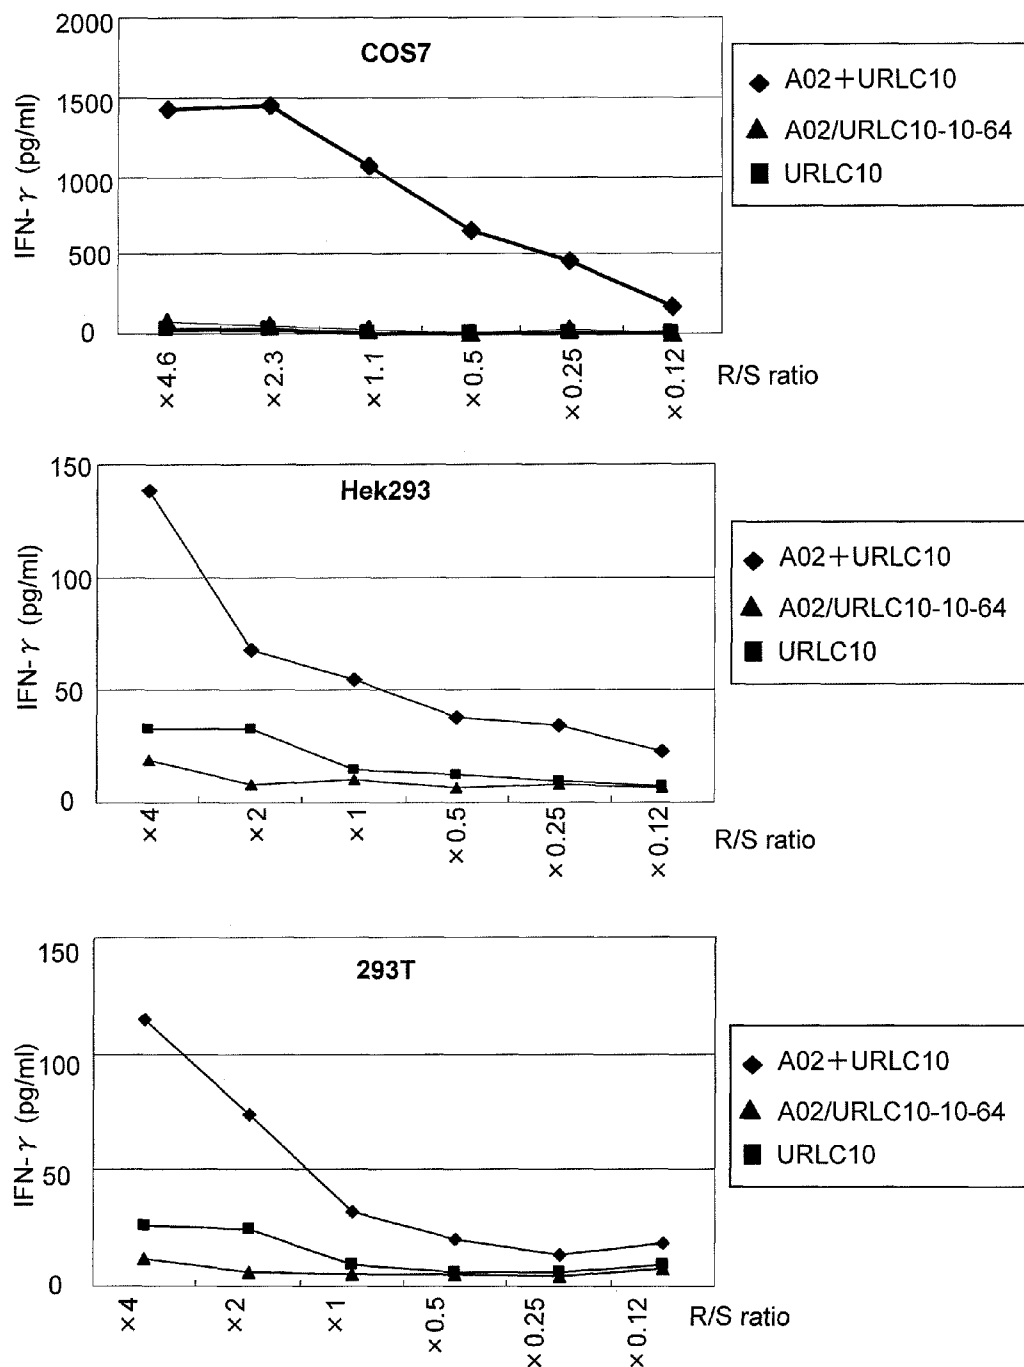 COS7
IFN-γ (pg/ml)
2000
1500
1000
500
0
×4.6
×2.3
×1.1
×0.5
×0.25
×0.12
R/S ratio
A02+URLC10
A02/URLC10-10-64
URLC10
Hek293
IFN-γ (pg/ml)
150
100
50
0
×4
×2
×1
×0.5
×0.25
×0.12
R/S ratio
A02+URLC10
A02/URLC10-10-64
URLC10
293T
IFN-γ (pg/ml)
150
100
50
0
×4
×2
×1
×0.5
×0.25
×0.12
R/S ratio
A02+URLC10
A02/URLC10-10-64
URLC10